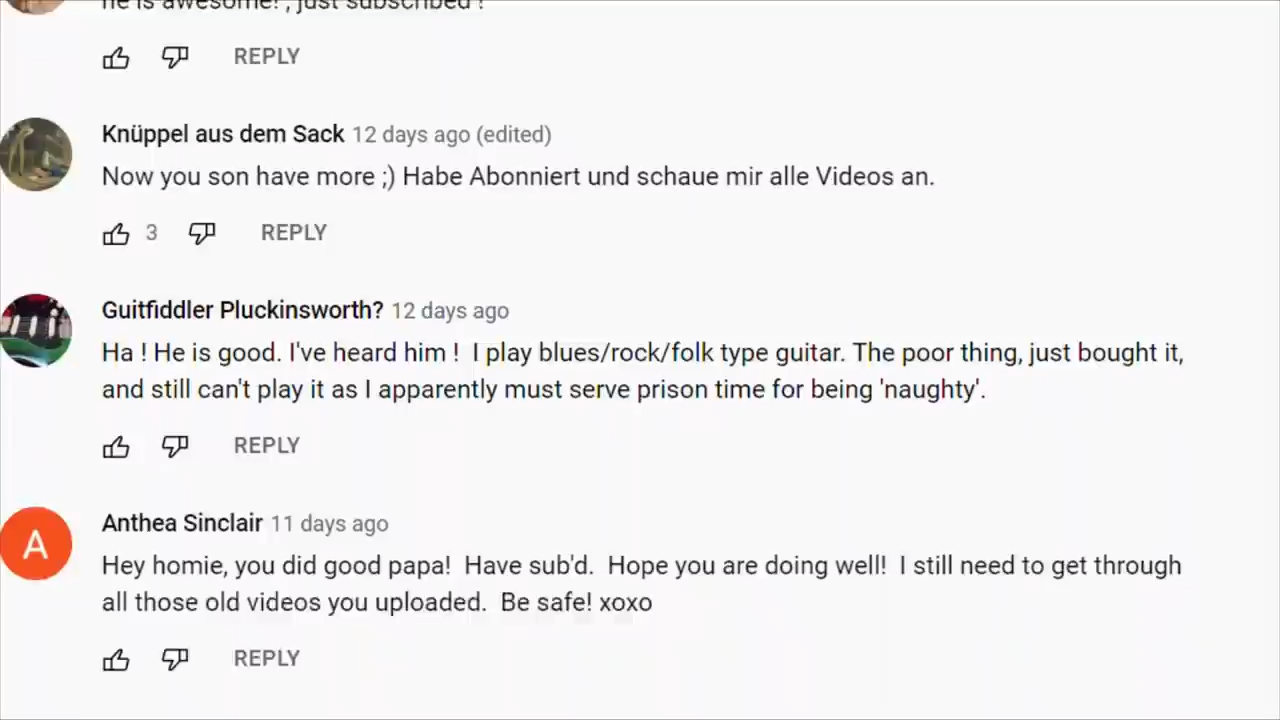 he is awesome! , just subscribed !
REPLY
Knüppel aus dem Sack 12 days ago (edited)
Now you son have more ;) Habe Abonniert und schaue mir alle Videos an.
3 REPLY
Guitfiddler Pluckinsworth? 12 days ago
Ha ! He is good. I've heard him !  I play blues/rock/folk type guitar. The poor thing, just bought it,
and still can't play it as I apparently must serve prison time for being 'naughty'.
REPLY
A
Anthea Sinclair 11 days ago
Hey homie, you did good papa!  Have sub'd.  Hope you are doing well!  I still need to get through
all those old videos you uploaded.  Be safe! xoxo
REPLY